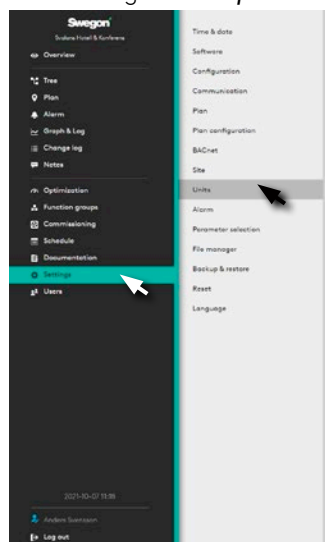 Swegon
Scalare Hotell & Konferens
Overview
Tree
Plan
Alarm
Graph & Log
Change log
Notes
Optimization
Function groups
Commissioning
Schedule
Documentation
Settings
Users
2021-10-07 11:18
Anders Svensson
Log out
Time & date
Software
Configuration
Communication
Plan
Plan configuration
BACnet
Site
Units
Alarm
Parameter selection
File manager
Backup & restore
Reset
Language